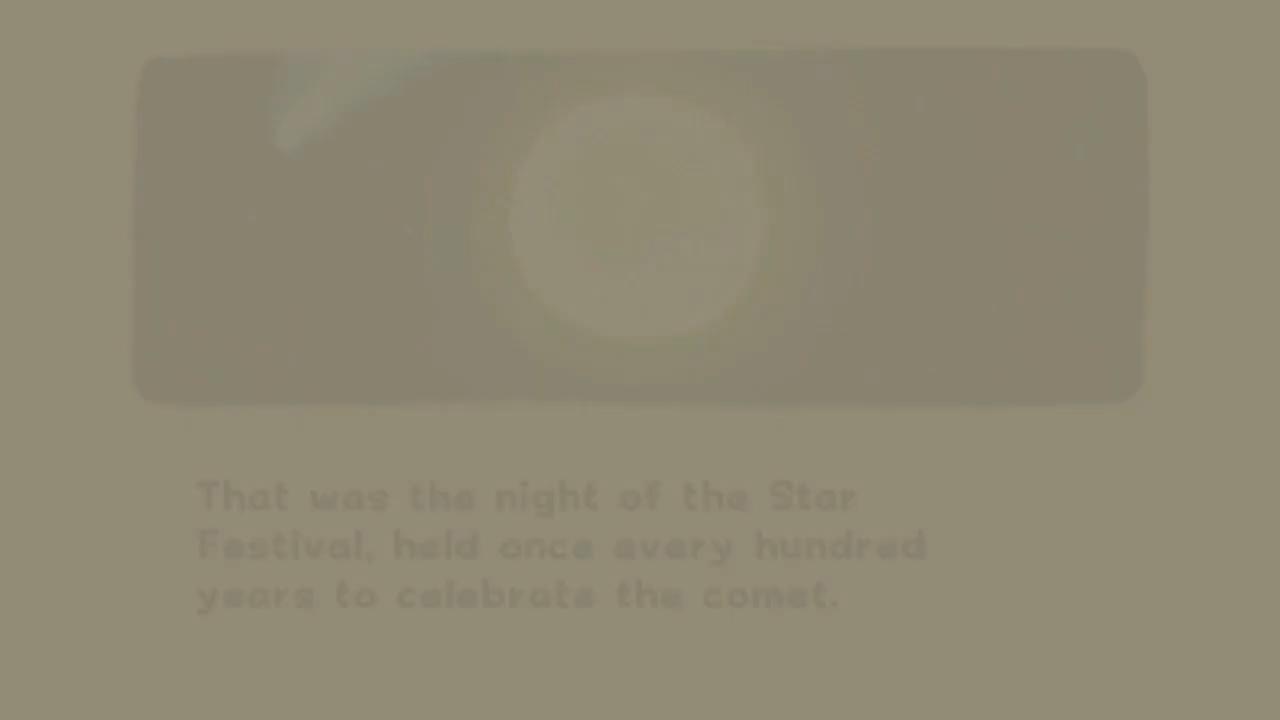 That was the night of the Star
Festival, held once every hundred
years to celebrate the comet.